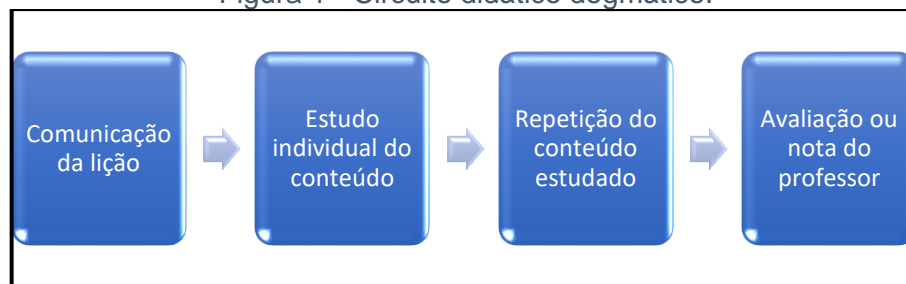 Comunicação
da lição
Estudo
individual do
conteúdo
Repetição do
conteúdo
estudado
Avaliação ou
nota do
professor